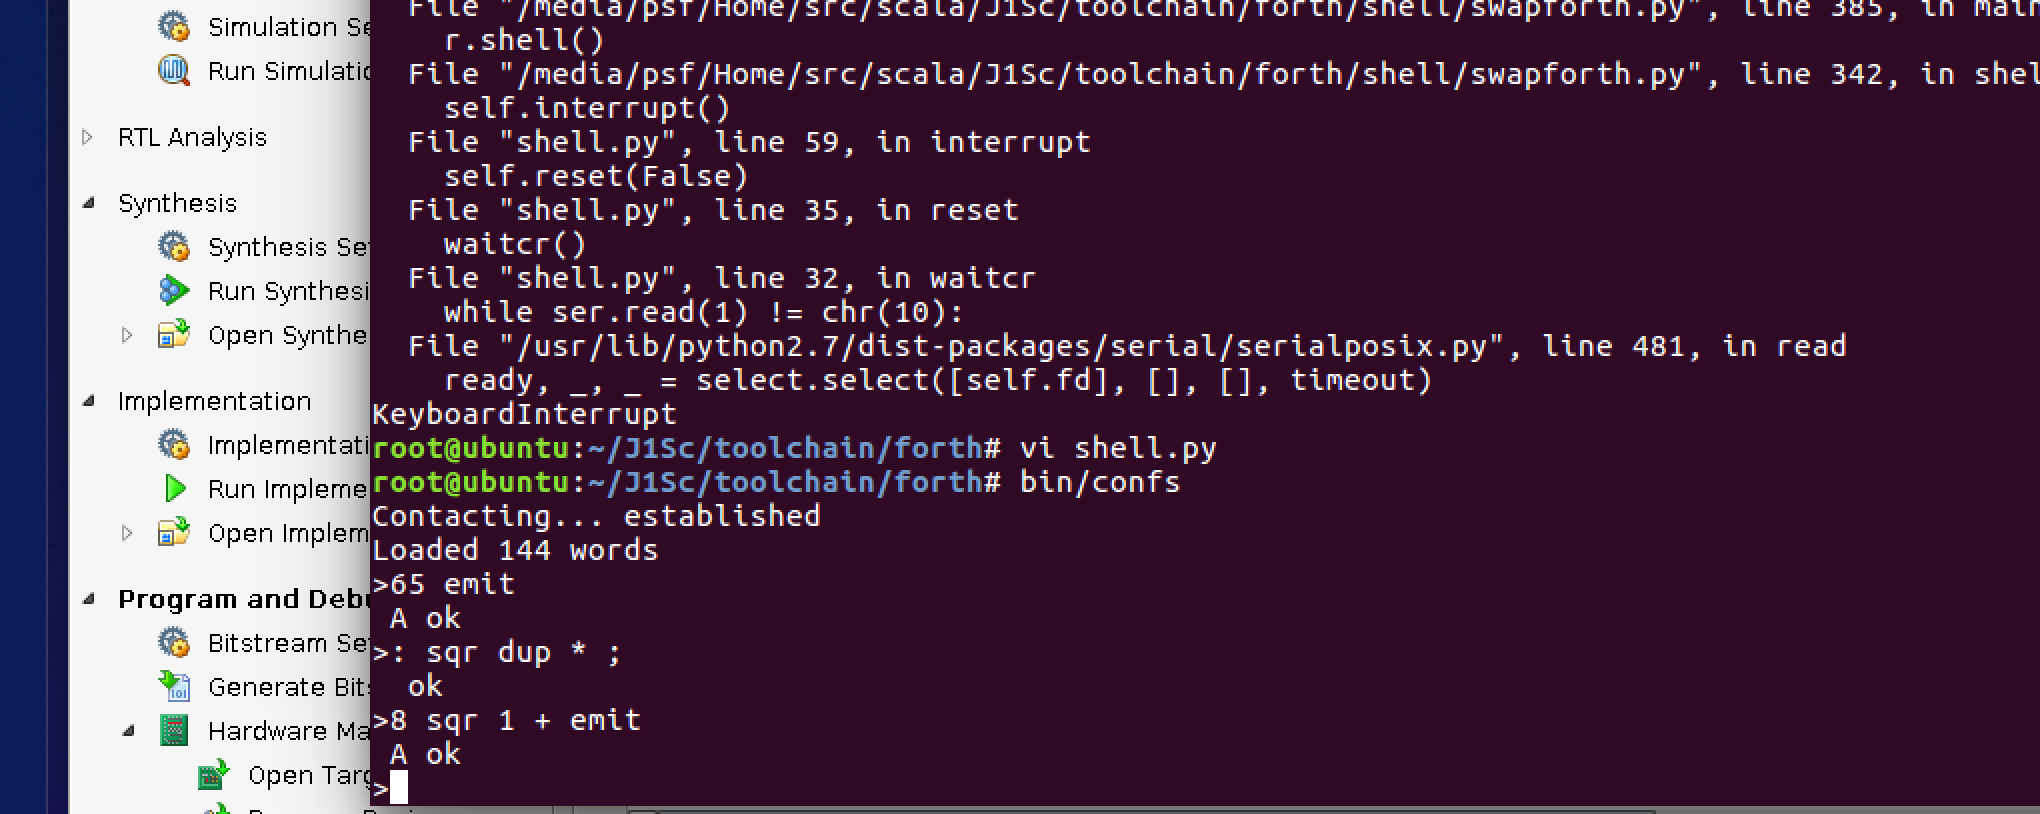 Simulation Se
Run Simulatic
RTL Analysis
Synthesis
Synthesis Se
Run Synthesi
Open Synthe
Implementation
Implementati
Run Impleme
Open Implem
Program and Deb
Bitstream Se
Generate Bit
Hardware Ma
Open Targ
File "/media/psf/Home/src/scala/J1Sc/toolchain/forth/shell/swapforth.py", line 385, in main
r.shell()
File "/media/psf/Home/src/scala/J1Sc/toolchain/forth/shell/swapforth.py", line 342, in shel
self.interrupt()
File "shell.py", line 59, in interrupt
self.reset(False)
File "shell.py", line 35, in reset
waitcr()
File "shell.py", line 32, in waitcr
while ser.read(1) != chr(10):
File "/usr/lib/python2.7/dist-packages/serial/serialposix.py", line 481, in read
ready, _, _ = select.select([self.fd], [], [], timeout)
KeyboardInterrupt
root@ubuntu:~/J1Sc/toolchain/forth# vi shell.py
root@ubuntu:~/J1Sc/toolchain/forth# bin/confs
Contacting... established
Loaded 144 words
>65 emit
A ok
>: sqr dup * ;
ok
>8 sqr 1 + emit
A ok
>